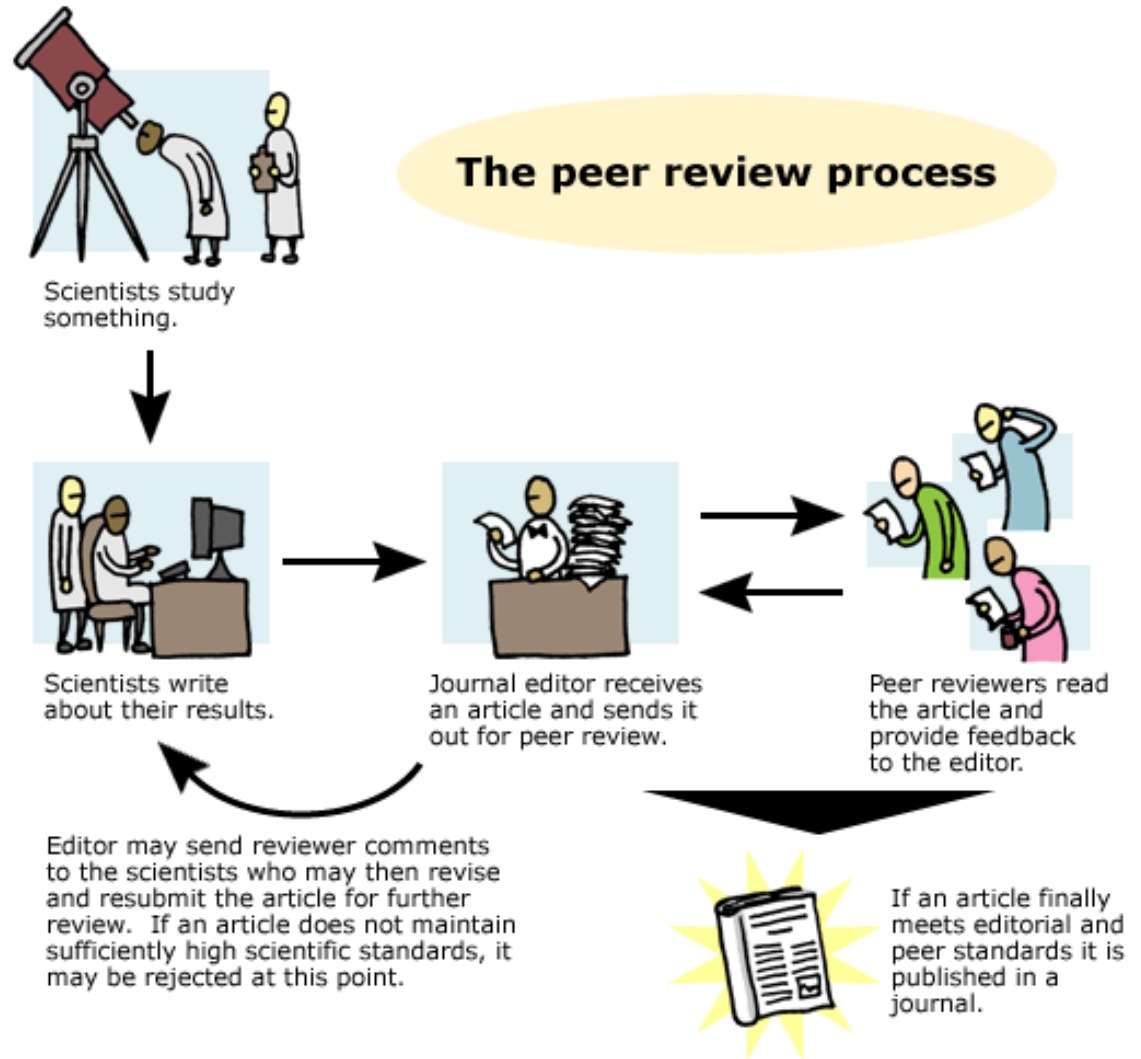 The peer review process
Scientists study
something.
Scientists write
about their results.
Journal editor receives
an article and sends it
out for peer review.
Peer reviewers read
the article and
provide feedback
to the editor.
Editor may send reviewer comments
to the scientists who may then revise
and resubmit the article for further
review.  If an article does not maintain
sufficiently high scientific standards, it
may be rejected at this point.
If an article finally
meets editorial and
peer standards it is
published in a
journal.